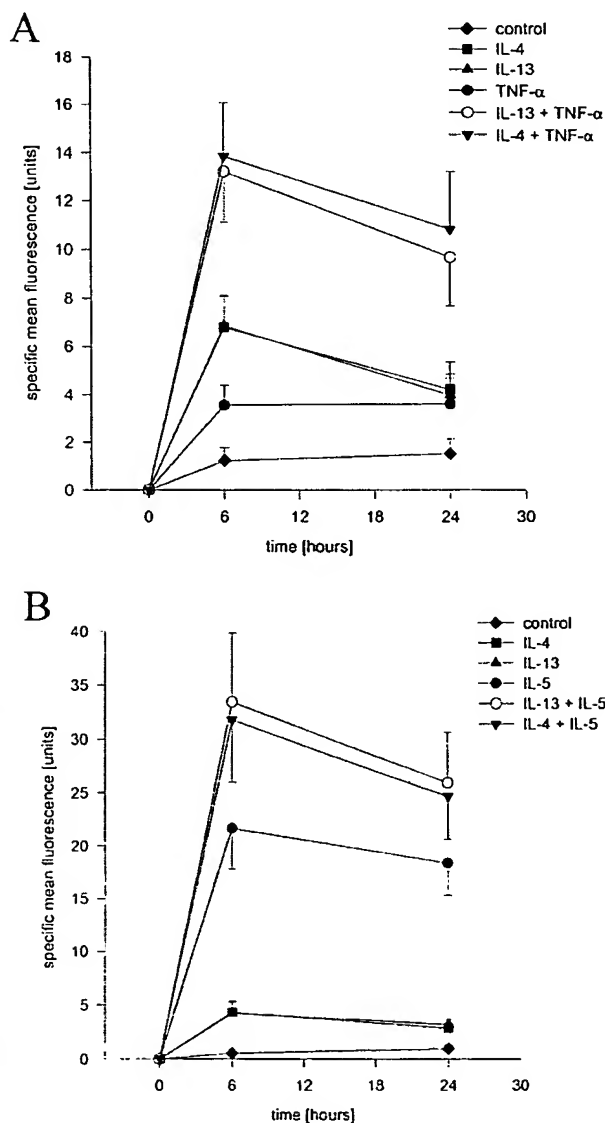 A
control
IL-4
IL-13
TNF-α
IL-13 + TNF-α
IL-4 + TNF-α
specific mean fluorescence [units]
18
16
14
12
10
8
6
4
2
0
0 6 12 18 24 30
time [hours]
B
control
IL-4
IL-13
IL-5
IL-13 + IL-5
IL-4 + IL-5
specific mean fluorescence [units]
40
35
30
25
20
15
10
5
0
0 6 12 18 24 30
time [hours]